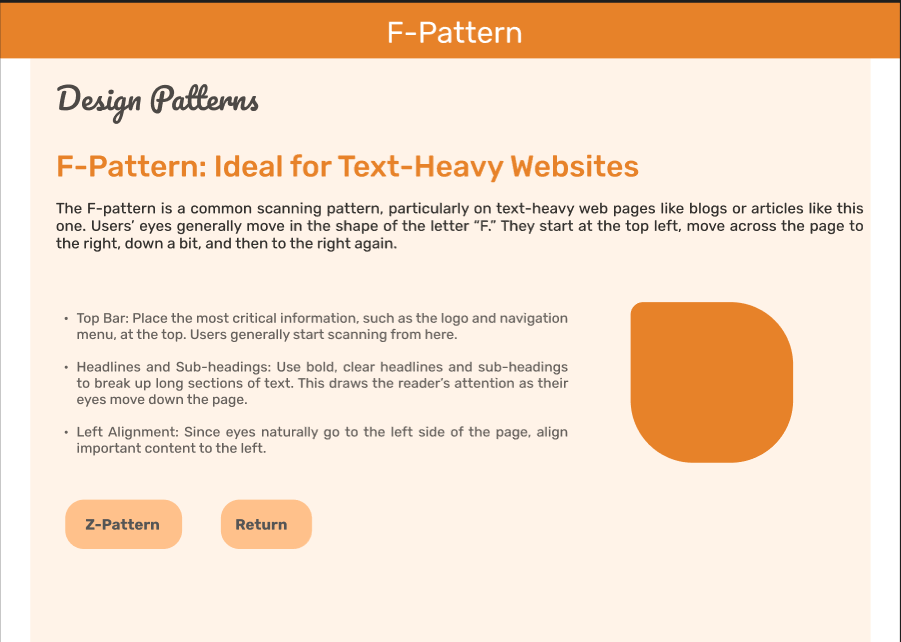 F-Pattern
Design Patterns
F-Pattern: Ideal for Text-Heavy Websites
The F-pattern is a common scanning pattern, particularly on text-heavy web pages like blogs or articles like this
one. Users’ eyes generally move in the shape of the letter “F.” They start at the top left, move across the page to
the right, down a bit, and then to the right again.
• Top Bar: Place the most critical information, such as the logo and navigation
menu, at the top. Users generally start scanning from here.
• Headlines and Sub-headings: Use bold, clear headlines and sub-headings
to break up long sections of text. This draws the reader’s attention as their
eyes move down the page.
• Left Alignment: Since eyes naturally go to the left side of the page, align
important content to the left.
Z-Pattern
Return